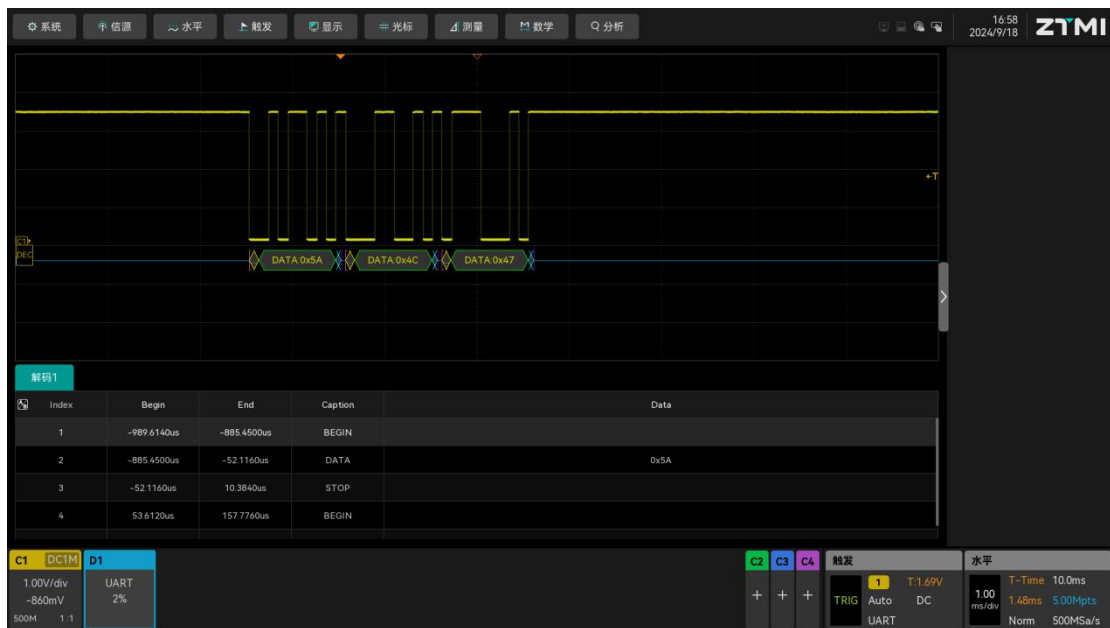 系统 信源 水平 触发 显示 光标 测量 数学 分析 16:58 2024/9/18 ZTMI
T
C1
DEC
DATA:0x5A DATA:0x4C DATA:0x47
解码1
Index Begin End Caption Data
1 -989.6140us -885.4500us BEGIN
2 -885.4500us -52.1160us DATA 0x5A
3 -52.1160us 10.3840us STOP
4 53.6120us 157.7760us BEGIN
C1 DC1M D1 C2 C3 C4 触发 水平
1.00V/div UART 1 T:1.69V T-Time 10.0ms
-860mV 2% + + + TRIG Auto DC 1.00 ms/div 1.48ms 5.00Mpts
500M 1:1 UART Norm 500MSa/s